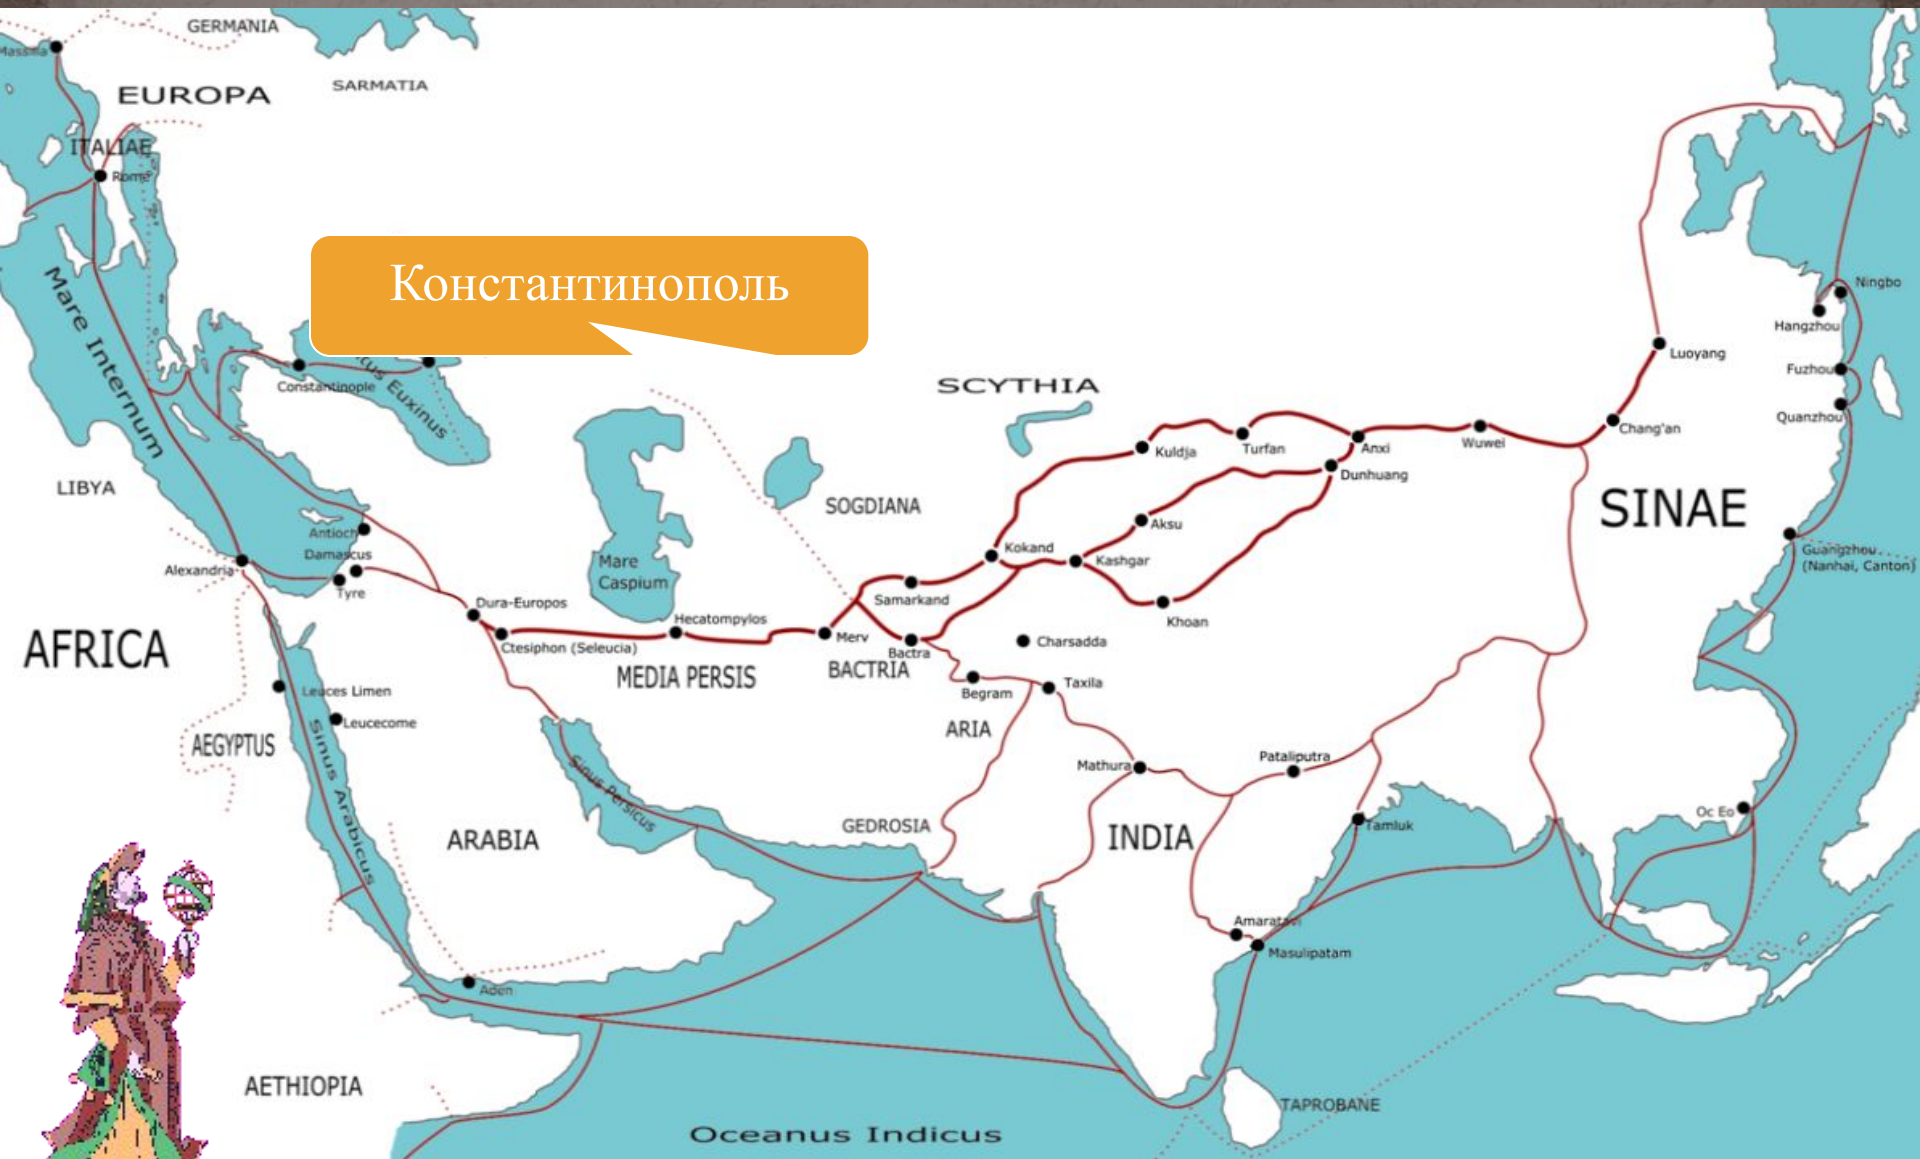 GERMANIA
Massilia
SARMATIA
EUROPA
ITALIAE
Rome
Константинополь
Mare Internum
Constantinople
Euxinus
SCYTHIA
Ningbo
Hangzhou
Luoyang
Fuzhou
Quanzhou
Chang'an
Kuldja
Turfan
Anxi
Wuwei
Dunhuang
LIBYA
SOGDIANA
SINAE
Antioch
Damascus
Aksu
Alexandria
Tyre
Mare
Caspium
Kokand
Kashgar
Guangzhou
(Nanhai, Canton)
Dura-Europos
Samarkand
Hecatompylos
Khoan
AFRICA
Ctesiphon (Seleucia)
Merv
Bactra
Charsadda
MEDIA PERSIS
BACTRIA
Leuces Limen
Begram
Taxila
Leucecome
ARIA
AEGYPTUS
Sinus Arabicus
Sinus Persicus
Mathura
Pataliputra
ARABIA
GEDROSIA
INDIA
Tamluk
Oc Eo
Amaratavi
Masulipatam
Aden
AETHIOPIA
TAPROBANE
Oceanus Indicus